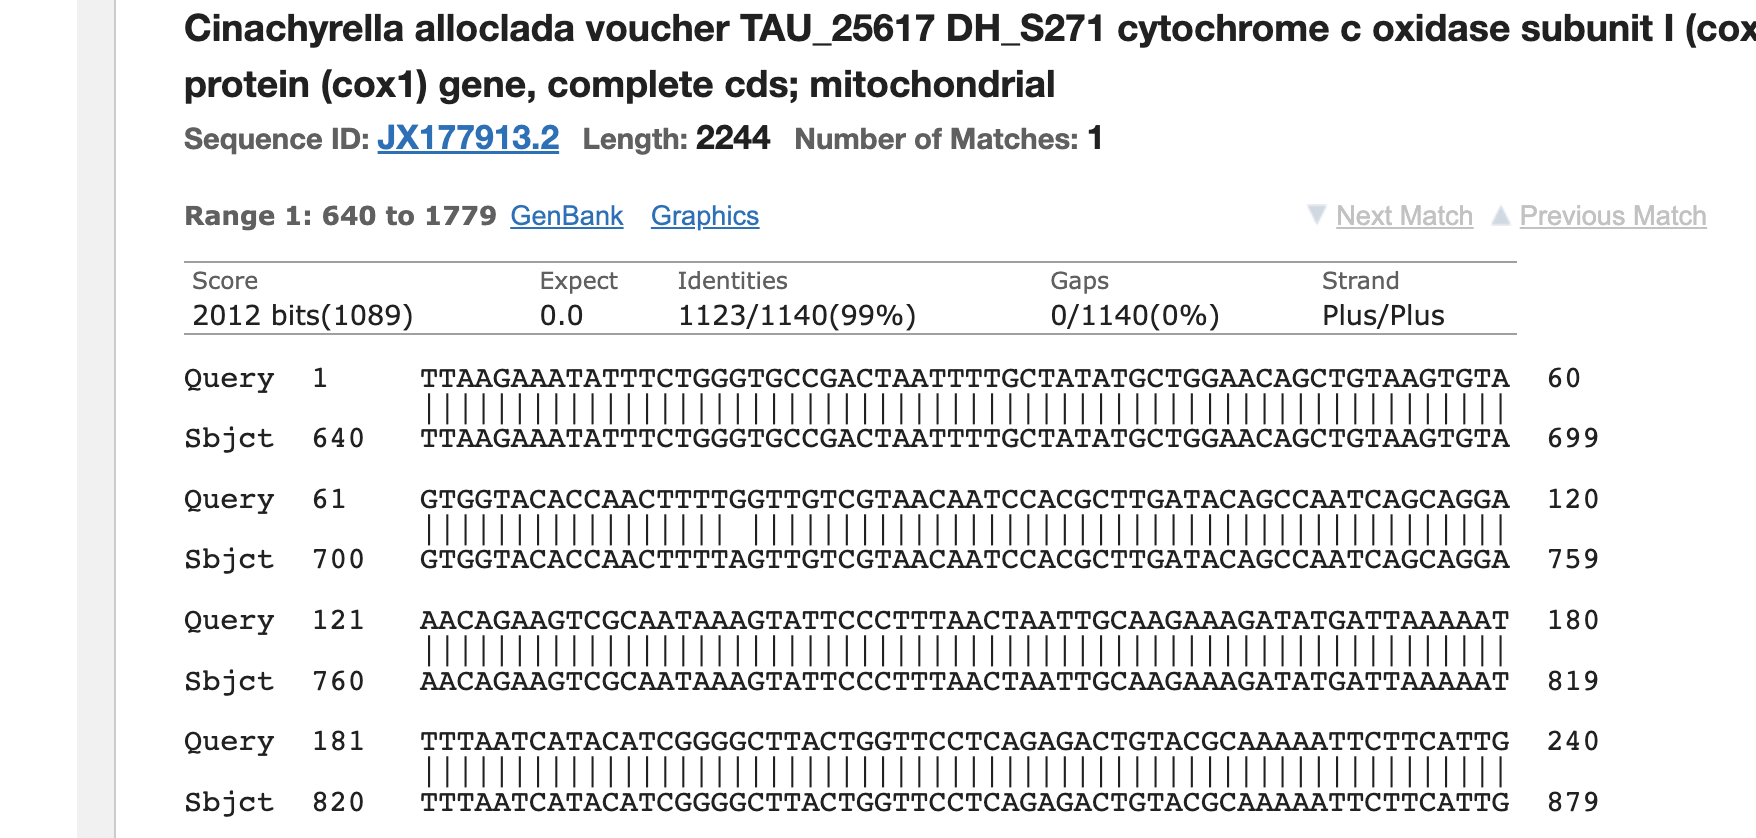 Cinachyrella alloclada voucher TAU_25617 DH_S271 cytochrome c oxidase subunit I (cox
protein (cox1) gene, complete cds; mitochondrial
Sequence ID: JX177913.2 Length: 2244 Number of Matches: 1
Range 1: 640 to 1779 GenBank Graphics ▼ Next Match ▲ Previous Match
Score Expect Identities Gaps Strand
2012 bits(1089) 0.0 1123/1140(99%) 0/1140(0%) Plus/Plus
Query 1 TTAAGAAATATTTCTGGGTGCCGACTAATTTTTGCTATATGCTGGAACAGCTGTAAGTGTA 60
Sbjct 640 TTAAGAAATATTTCTGGGTGCCGACTAATTTTTGCTATATGCTGGAACAGCTGTAAGTGTA 699
Query 61 GTGGTACACCAACTTTTGGTTGTCGTAACAATCCACGCTTGATACAGCCAATCAGCAGGA 120
Sbjct 700 GTGGTACACCAACTTTTAGTTGTCGTAACAATCCACGCTTGATACAGCCAATCAGCAGGA 759
Query 121 AACAGAAGTCGCAATAAAGTATTCCCTTTAACTAATTGCAAGAAAGATATGATTAAAAAT 180
Sbjct 760 AACAGAAGTCGCAATAAAGTATTCCCTTTAACTAATTGCAAGAAAGATATGATTAAAAAT 819
Query 181 TTTAATCATACATCGGGGCTTACTGGTTCCTCAGAGACTGTACGCAAAAATTCTTCATTG 240
Sbjct 820 TTTAATCATACATCGGGGCTTACTGGTTCCTCAGAGACTGTACGCAAAAATTCTTCATTG 879